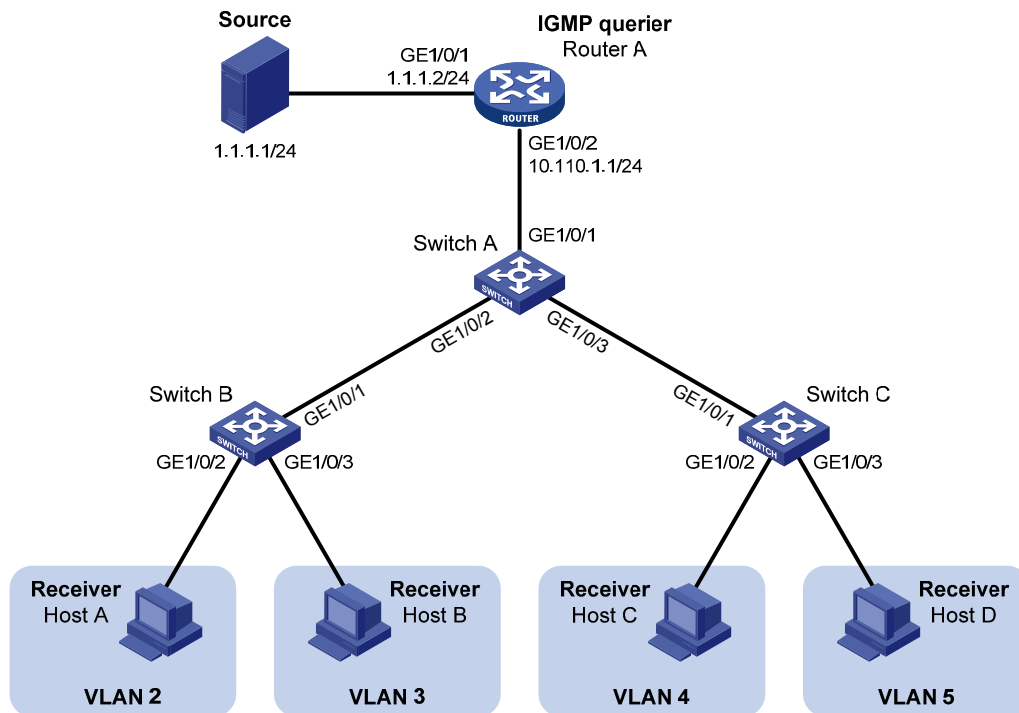 Source
IGMP querier
Router A
GE1/0/1
1.1.1.2/24
ROUTER
1.1.1.1/24
GE1/0/2
10.110.1.1/24
Switch A
GE1/0/1
SWITCH
GE1/0/2
GE1/0/3
Switch B
GE1/0/1
SWITCH
GE1/0/2
GE1/0/3
Switch C
GE1/0/1
SWITCH
GE1/0/2
GE1/0/3
Receiver
Host A
VLAN 2
Receiver
Host B
VLAN 3
Receiver
Host C
VLAN 4
Receiver
Host D
VLAN 5